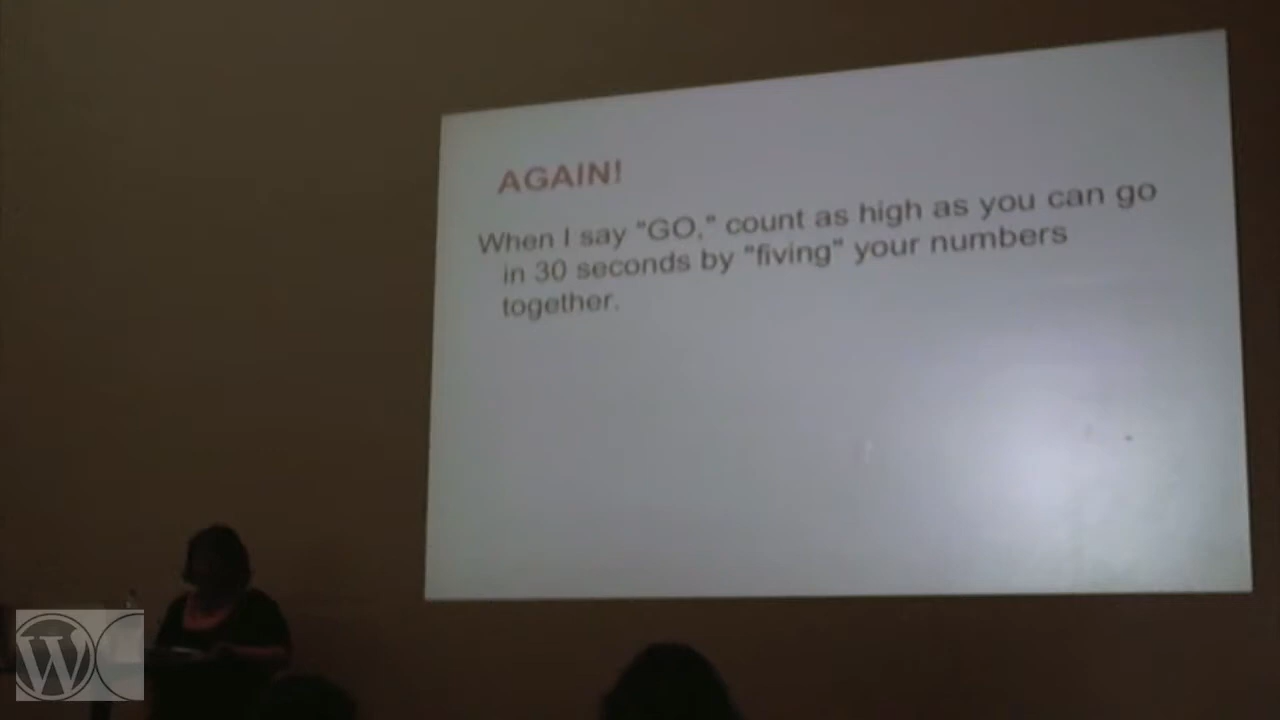 AGAIN!
When I say "GO," count as high as you can go
in 30 seconds by "fiving" your numbers
together.